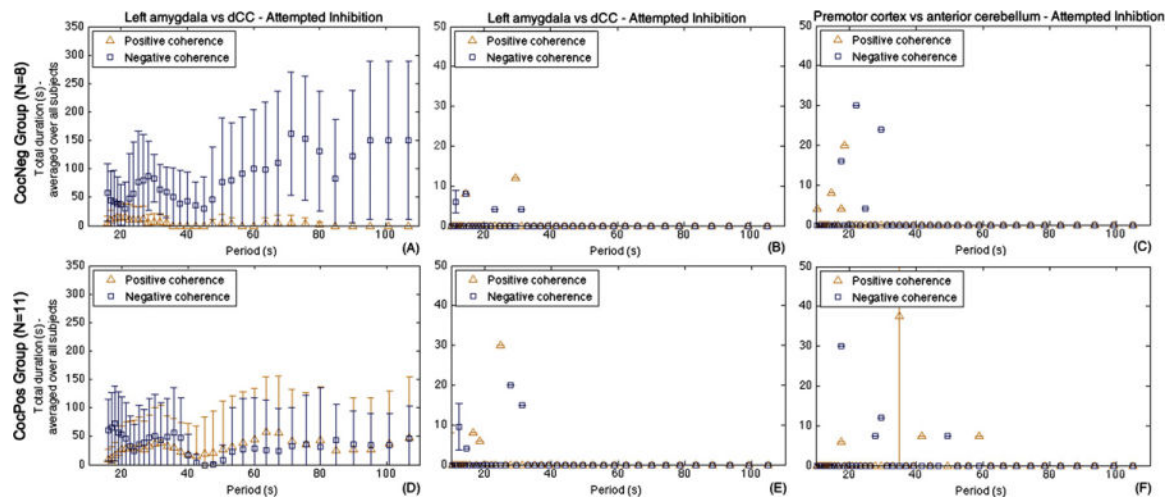 Left amygdala vs dCC - Attempted Inhibition
Left amygdala vs dCC - Attempted Inhibition
Premotor cortex vs anterior cerebellum - Attempted Inhibition
CocNeg Group (N=8)
Total duration (s) -
averaged over all subjects
350
300
250
200
150
100
50
0
Positive coherence
Negative coherence
20 40 60 80 100
Period (s)
(A)
50
40
30
20
10
0
Positive coherence
Negative coherence
20 40 60 80 100
Period (s)
(B)
50
40
30
20
10
0
Positive coherence
Negative coherence
20 40 60 80 100
Period (s)
(C)
CocPos Group (N=11)
Total duration (s) -
averaged over all subjects
350
300
250
200
150
100
50
0
Positive coherence
Negative coherence
20 40 60 80 100
Period (s)
(D)
50
40
30
20
10
0
Positive coherence
Negative coherence
20 40 60 80 100
Period (s)
(E)
50
40
30
20
10
0
Positive coherence
Negative coherence
20 40 60 80 100
Period (s)
(F)